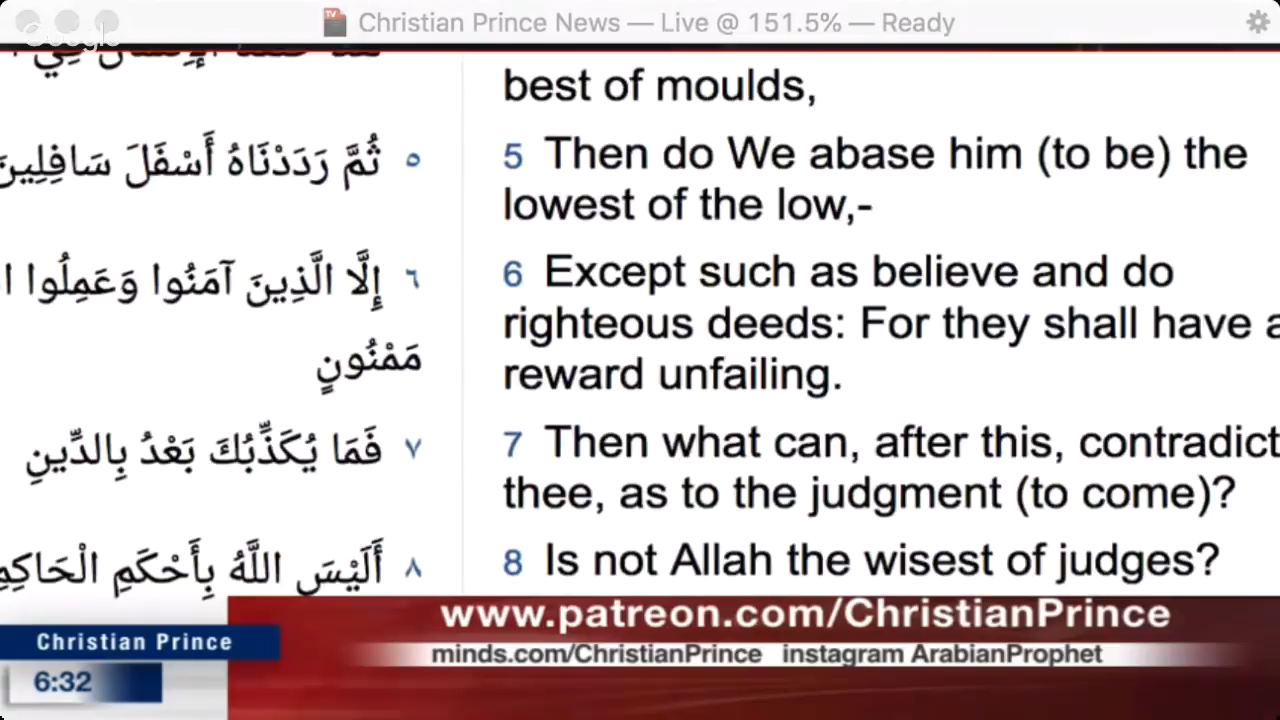 Christian Prince News — Live @ 151.5% — Ready
Google
best of moulds,
٥ ثُمَّ رَدَدْنَاهُ أَسْفَلَ سَافِلِينَ
5 Then do We abase him (to be) the
lowest of the low,-
٦ إِلَّا الَّذِينَ آمَنُوا وَعَمِلُوا
مَمْنُونٍ
6 Except such as believe and do
righteous deeds: For they shall have a
reward unfailing.
٧ فَمَا يُكَذِّبُكَ بَعْدُ بِالدِّينِ
7 Then what can, after this, contradict
thee, as to the judgment (to come)?
٨ أَلَيْسَ اللَّهُ بِأَحْكَمِ
8 Is not Allah the wisest of judges?
www.patreon.com/ChristianPrince
Christian Prince
minds.com/ChristianPrince instagram ArabianProphet
6:32